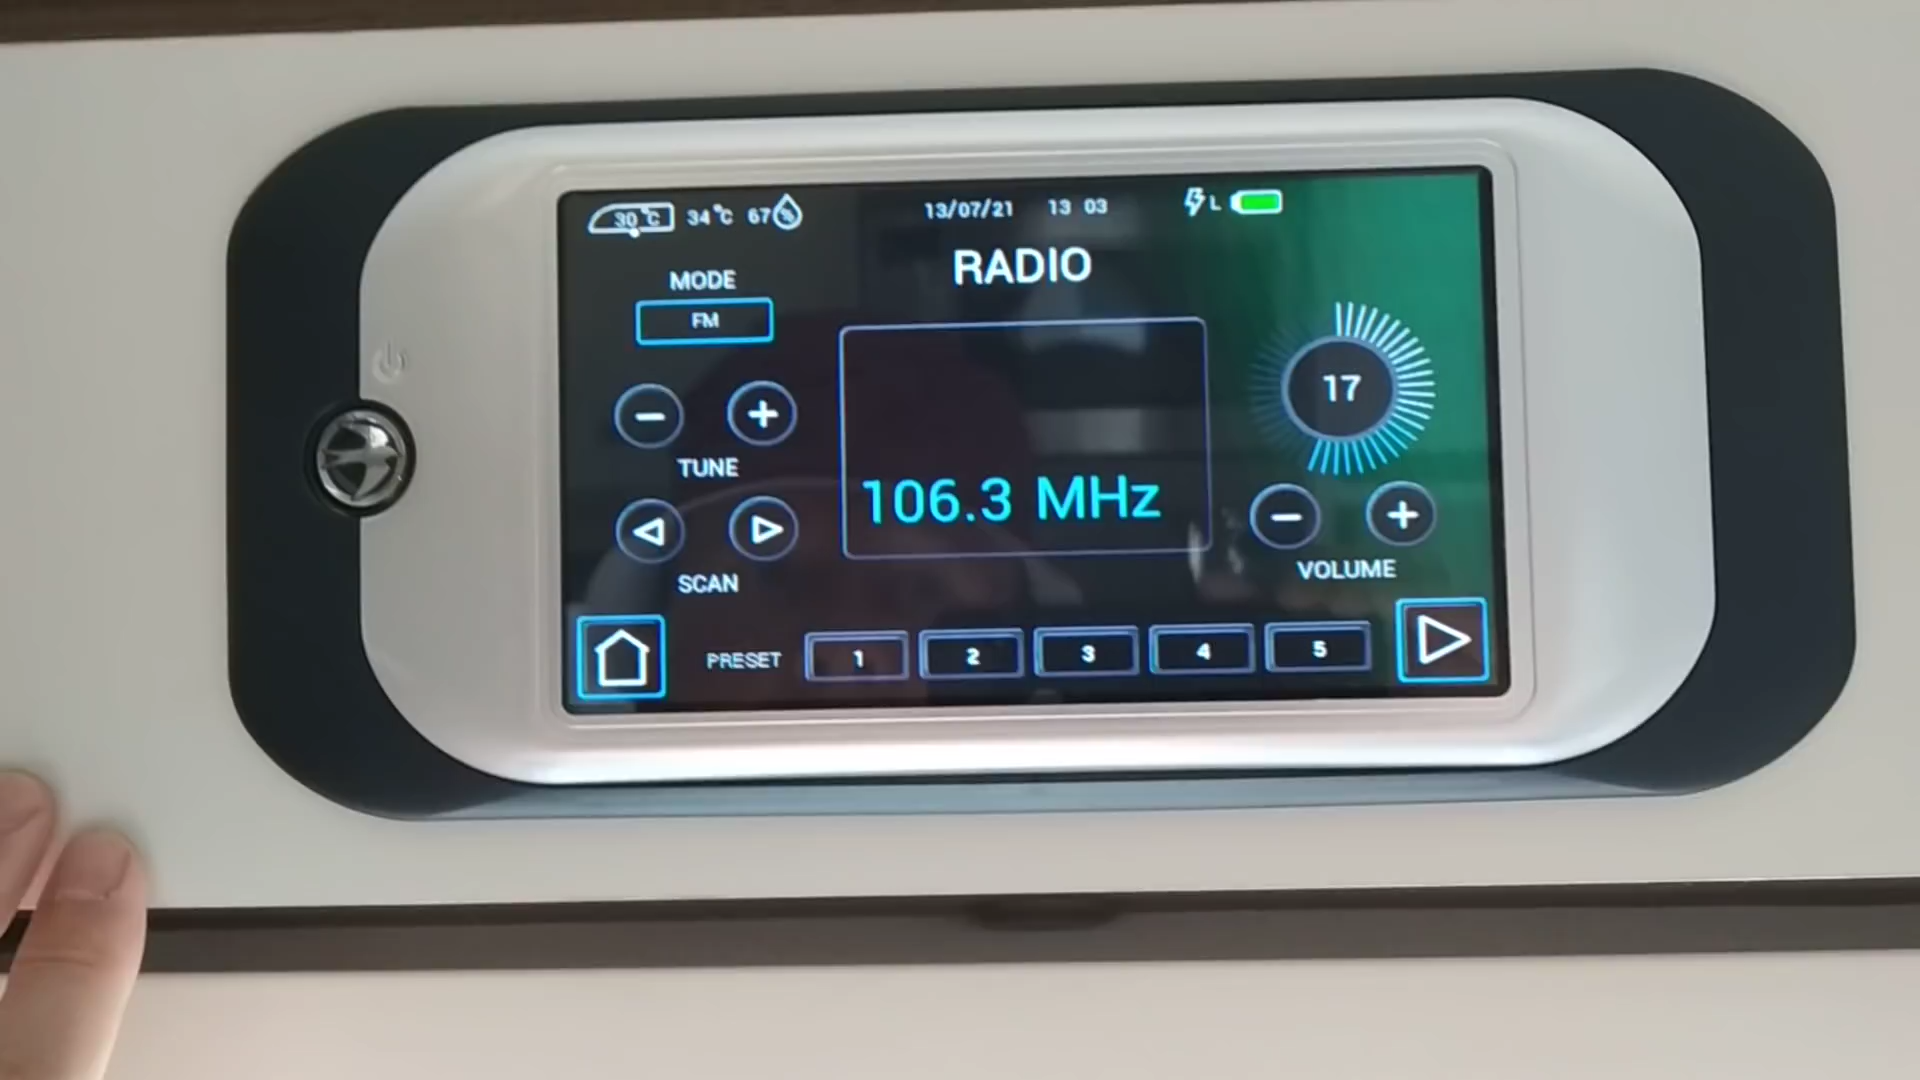 30°C 34°C 67% 13/07/21 13 03 L
RADIO
MODE
FM
17
TUNE
106.3 MHz
SCAN
VOLUME
PRESET 1 2 3 4 5